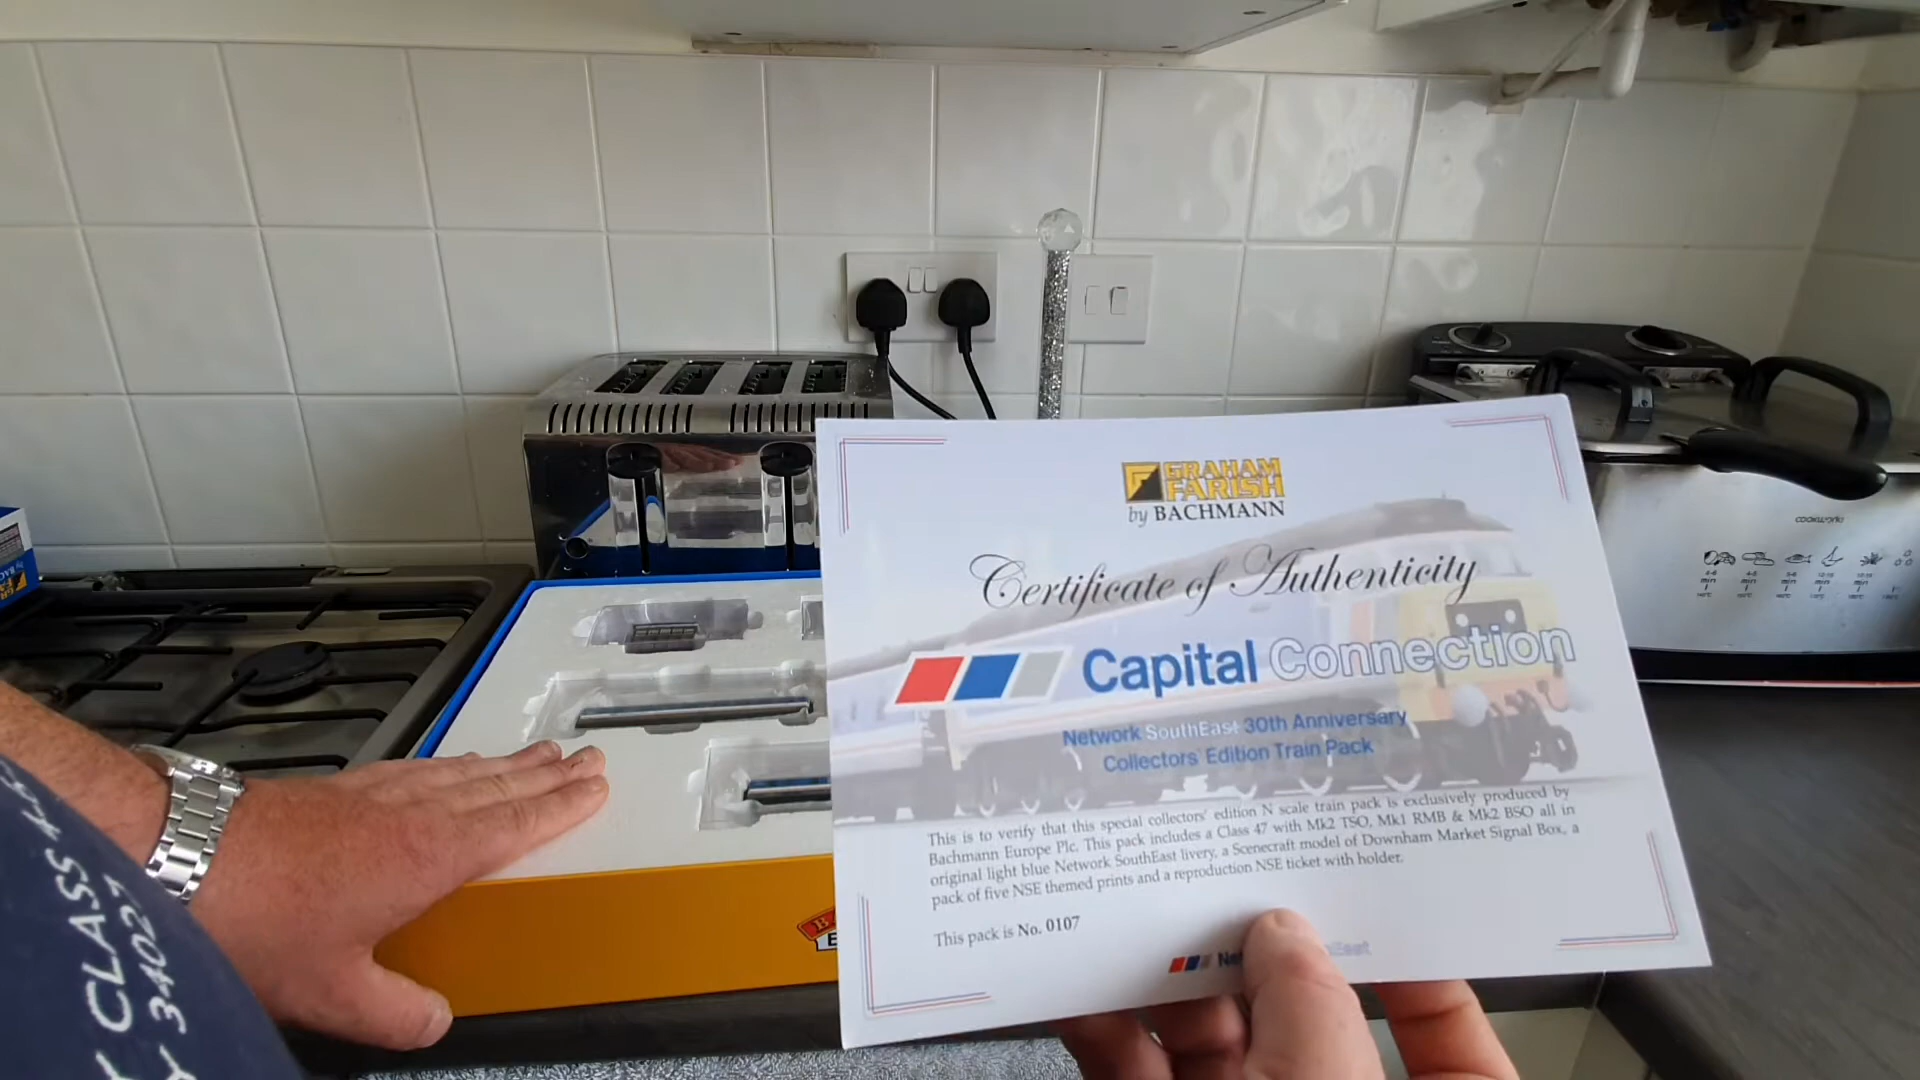 GRAHAM
FARISH
by BACHMANN
Certificate of Authenticity
Capital Connection
Network SouthEast 30th Anniversary
Collectors' Edition Train Pack
This is to verify that this special collectors' edition N scale train pack is exclusively produced by
Bachmann Europe Plc. This pack includes a Class 47 with Mk2 TSO, Mk1 RMB & Mk2 BSO all in
original light blue Network SouthEast livery, a Scenecraft model of Downham Market Signal Box, a
pack of five NSE themed prints and a reproduction NSE ticket with holder.
This pack is No. 0107
CLASS
34027